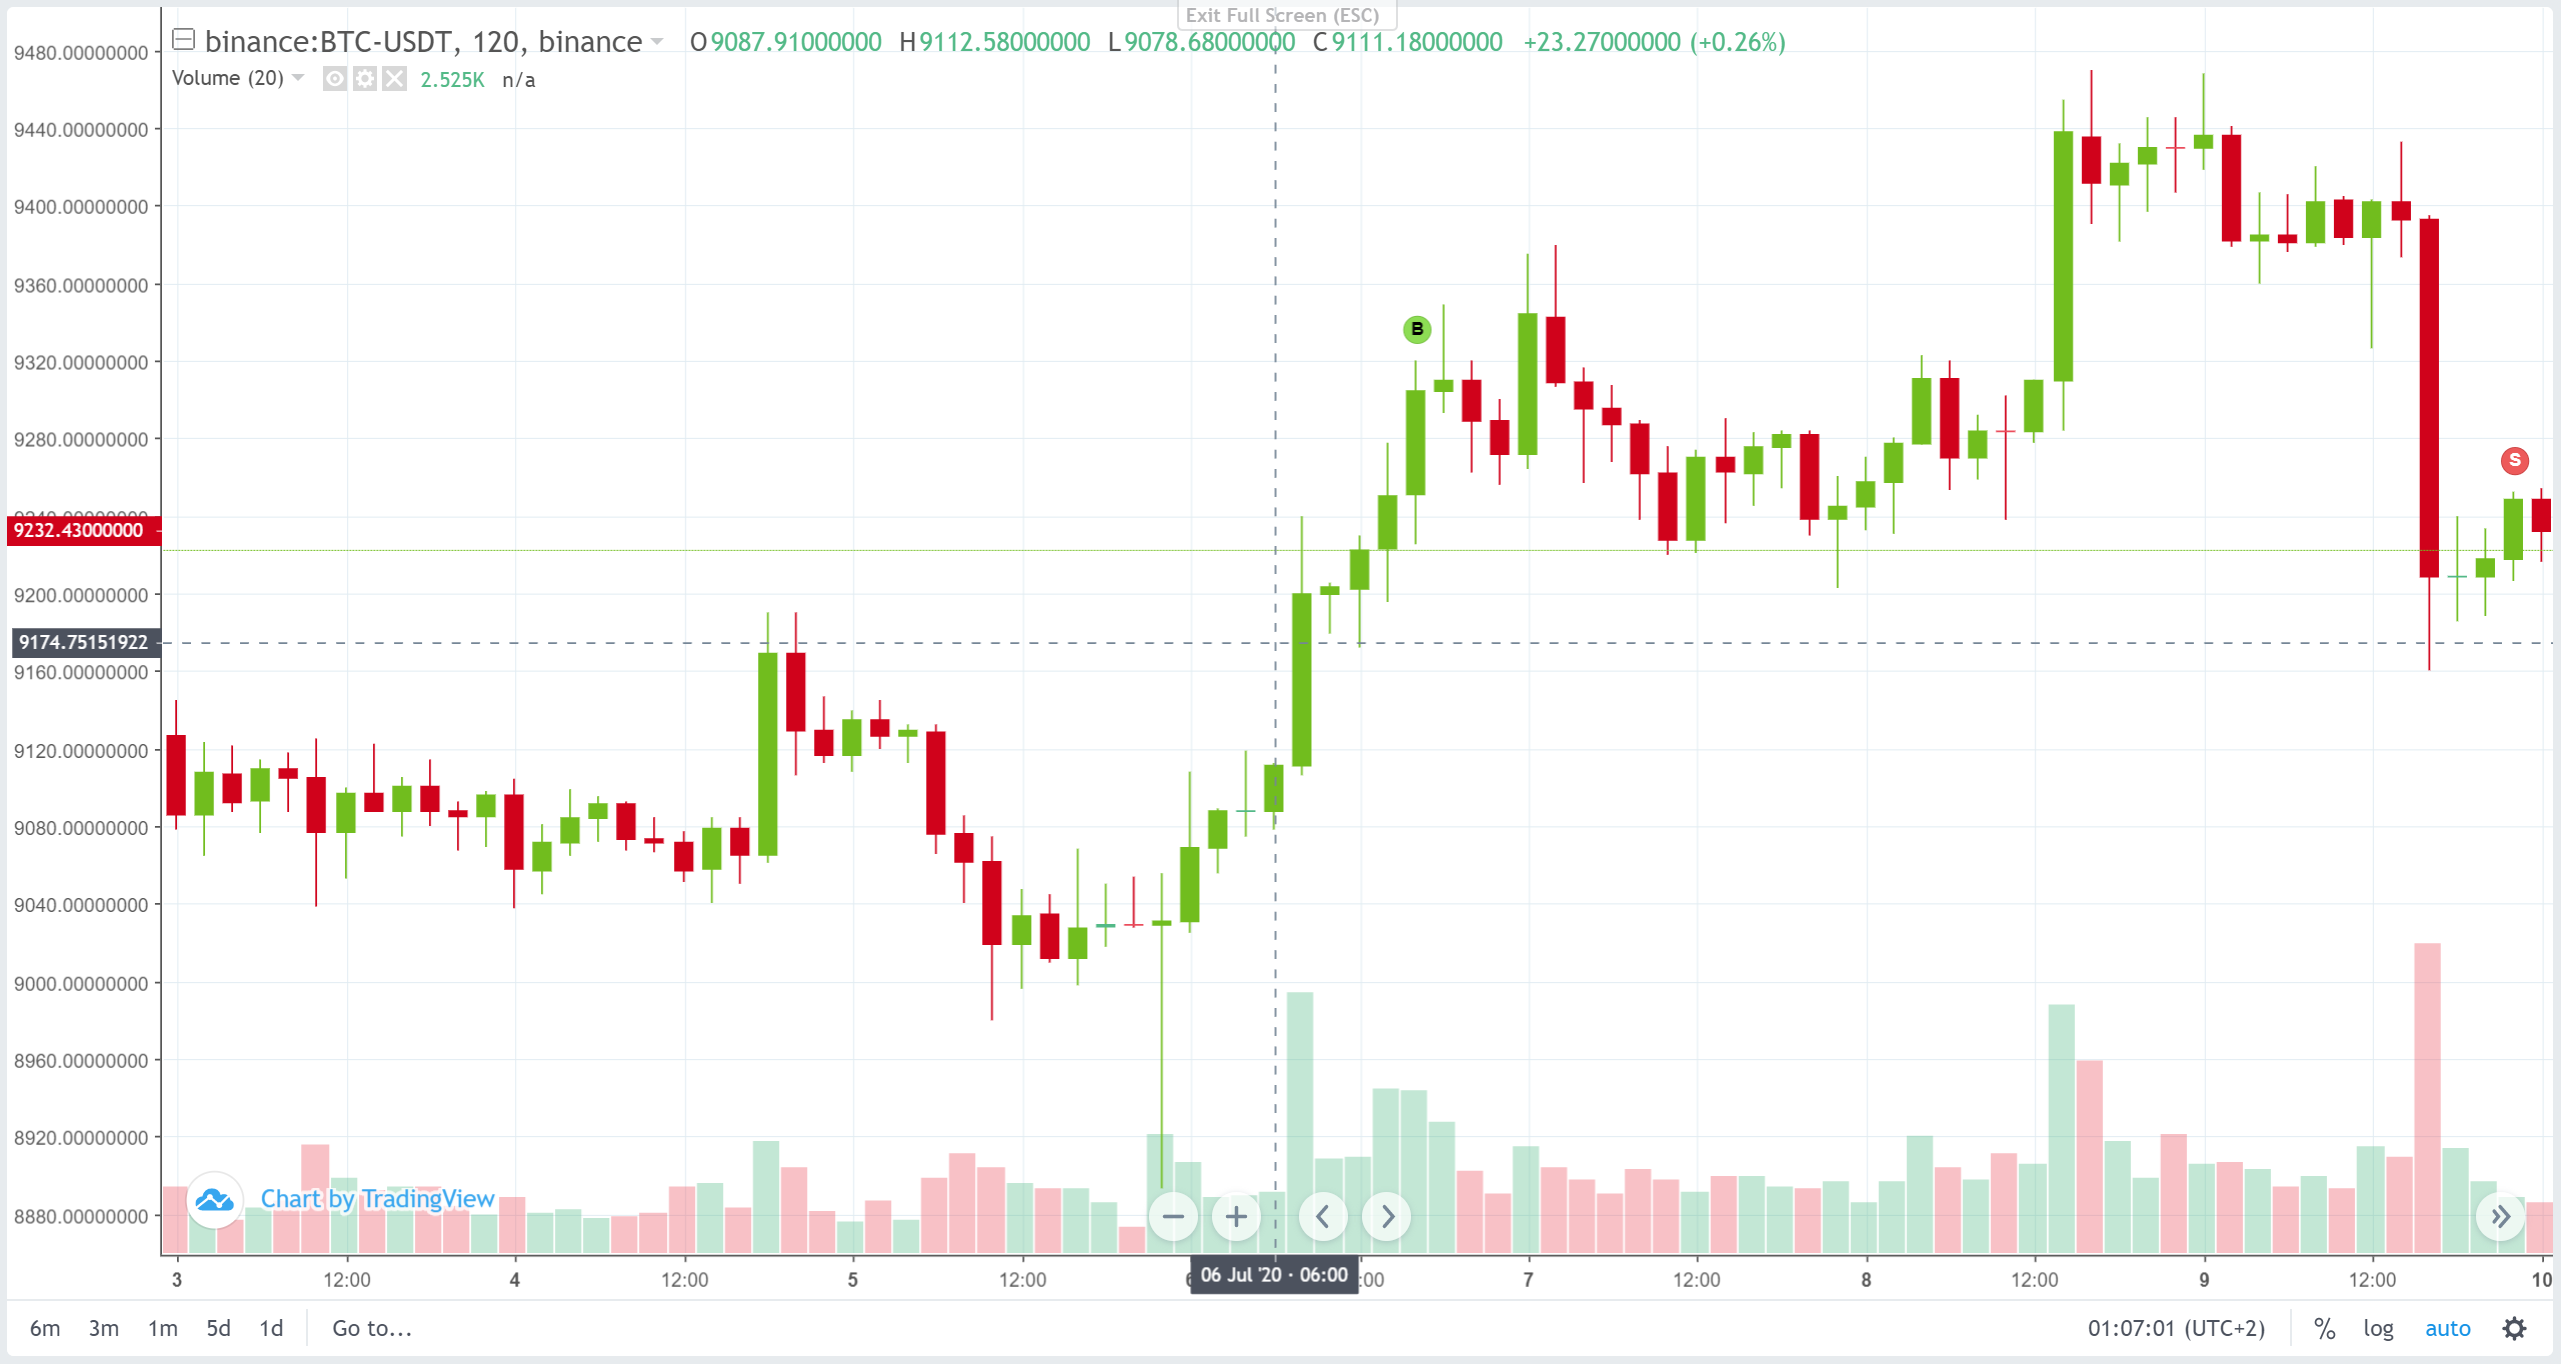 Exit Full Screen (ESC)
binance:BTC-USDT, 120, binance O9087.91000000 H9112.58000000 L9078.68000000 C9111.18000000 +23.27000000 (+0.26%)
Volume (20) 2.525K n/a
9480.00000000
9440.00000000
9400.00000000
9360.00000000
9320.00000000
9280.00000000
9240.00000000
9232.43000000
9200.00000000
9174.75151922
9160.00000000
9120.00000000
9080.00000000
9040.00000000
9000.00000000
8960.00000000
8920.00000000
8880.00000000
B
S
Chart by TradingView
3 12:00 4 12:00 5 12:00 06 Jul '20 · 06:00 :00 7 12:00 8 12:00 9 12:00 10
6m 3m 1m 5d 1d Go to... 01:07:01 (UTC+2) % log auto